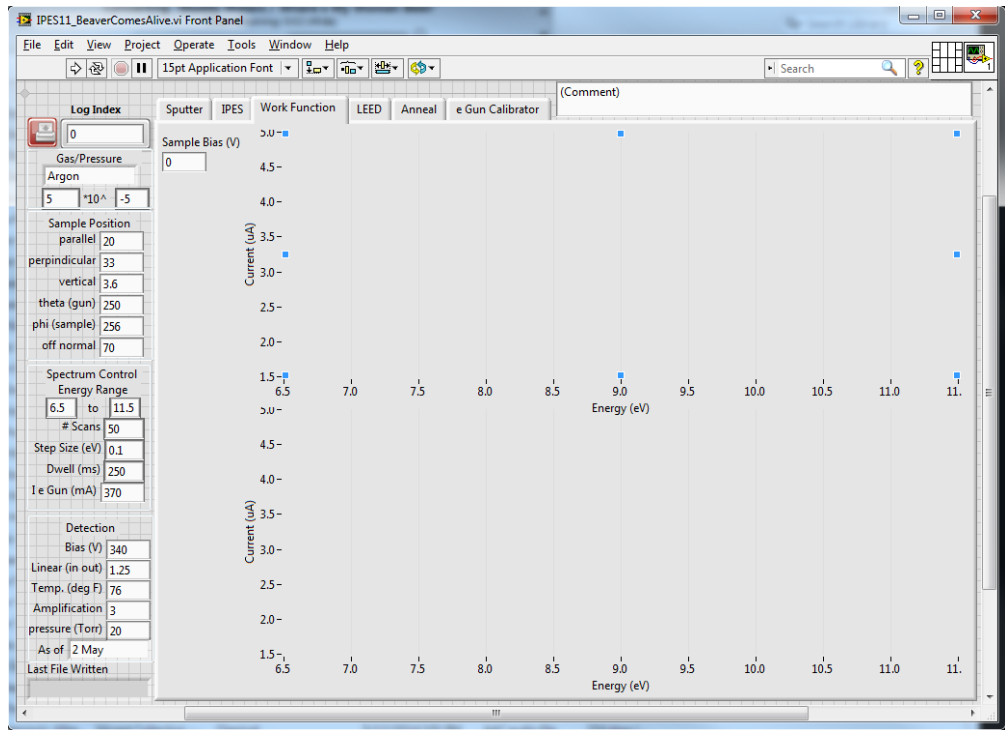 IPES11_BeaverComesAlive.vi Front Panel
File Edit View Project Operate Tools Window Help
15pt Application Font
Search
1
(Comment)
Log Index
0
Gas/Pressure
Argon
5 *10^ -5
Sample Position
parallel 20
perpindicular 33
vertical 3.6
theta (gun) 250
phi (sample) 256
off normal 70
Spectrum Control
Energy Range
6.5 to 11.5
# Scans 50
Step Size (eV) 0.1
Dwell (ms) 250
I e Gun (mA) 370
Detection
Bias (V) 340
Linear (in out) 1.25
Temp. (deg F) 76
Amplification 3
pressure (Torr) 20
As of 2 May
Last File Written
Sputter IPES Work Function LEED Anneal e Gun Calibrator
Sample Bias (V)
0
5.0
4.5
4.0
3.5
3.0
2.5
2.0
1.5
Current (uA)
6.5 7.0 7.5 8.0 8.5 9.0 9.5 10.0 10.5 11.0 11.
Energy (eV)
5.0
4.5
4.0
3.5
3.0
2.5
2.0
1.5
Current (uA)
6.5 7.0 7.5 8.0 8.5 9.0 9.5 10.0 10.5 11.0 11.
Energy (eV)